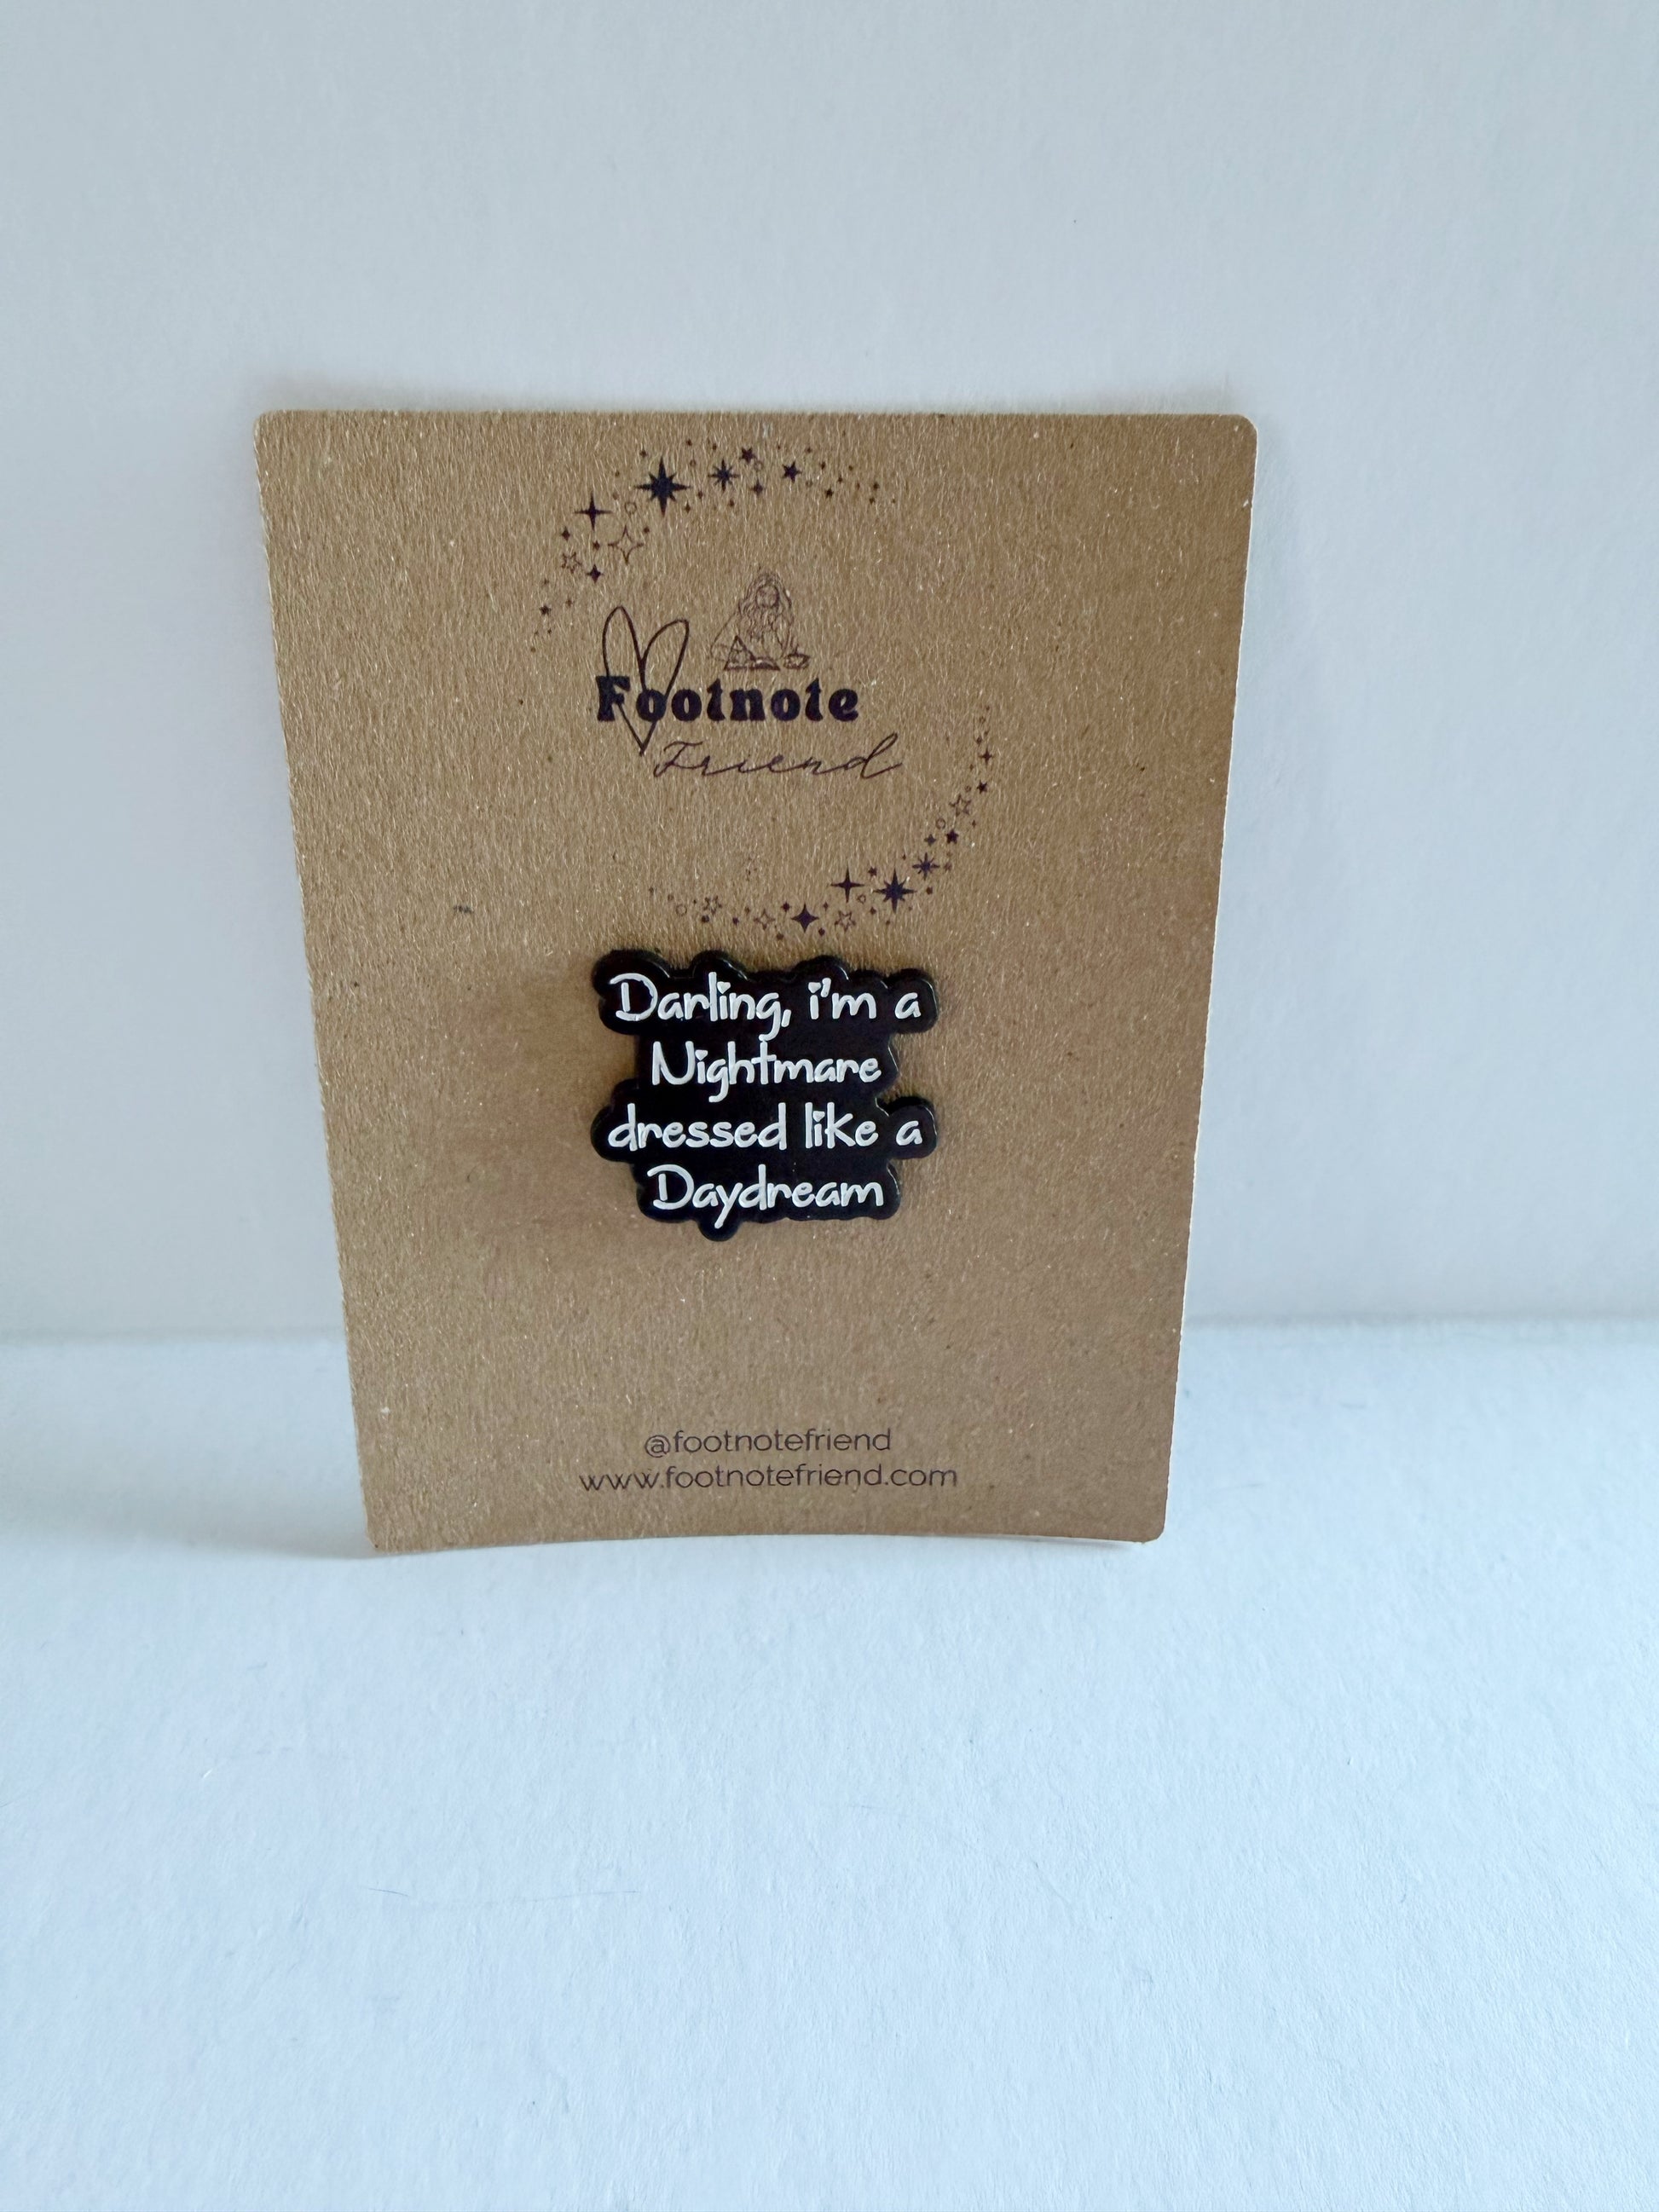 Footnote
Friend
Darling, i'm a
Nightmare
dressed like a
Daydream
@footnotefriend
www.footnotefriend.com